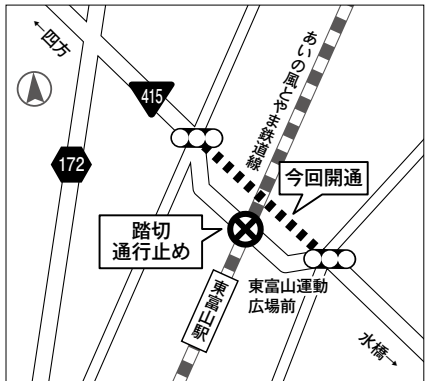 ←四方
415
あいの風とやま鉄道線
172
今回開通
踏切
通行止め
東富山駅
東富山運動
広場前
水橋→